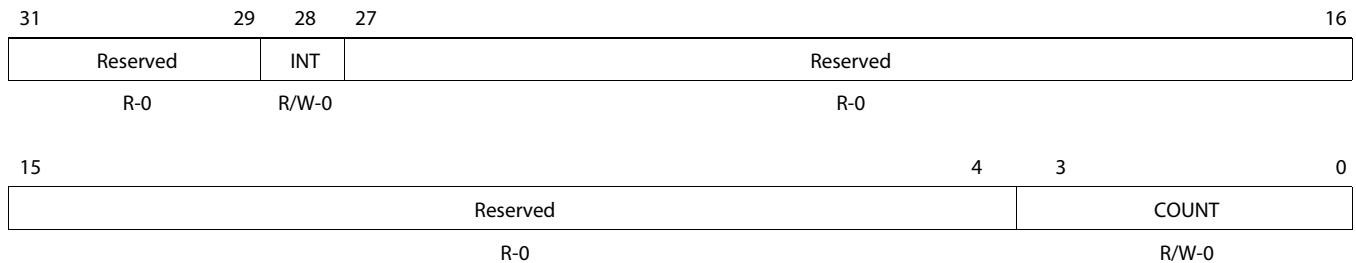 31 29 28 27 16
Reserved INT Reserved
R-0 R/W-0 R-0
15 4 3 0
Reserved COUNT
R-0 R/W-0